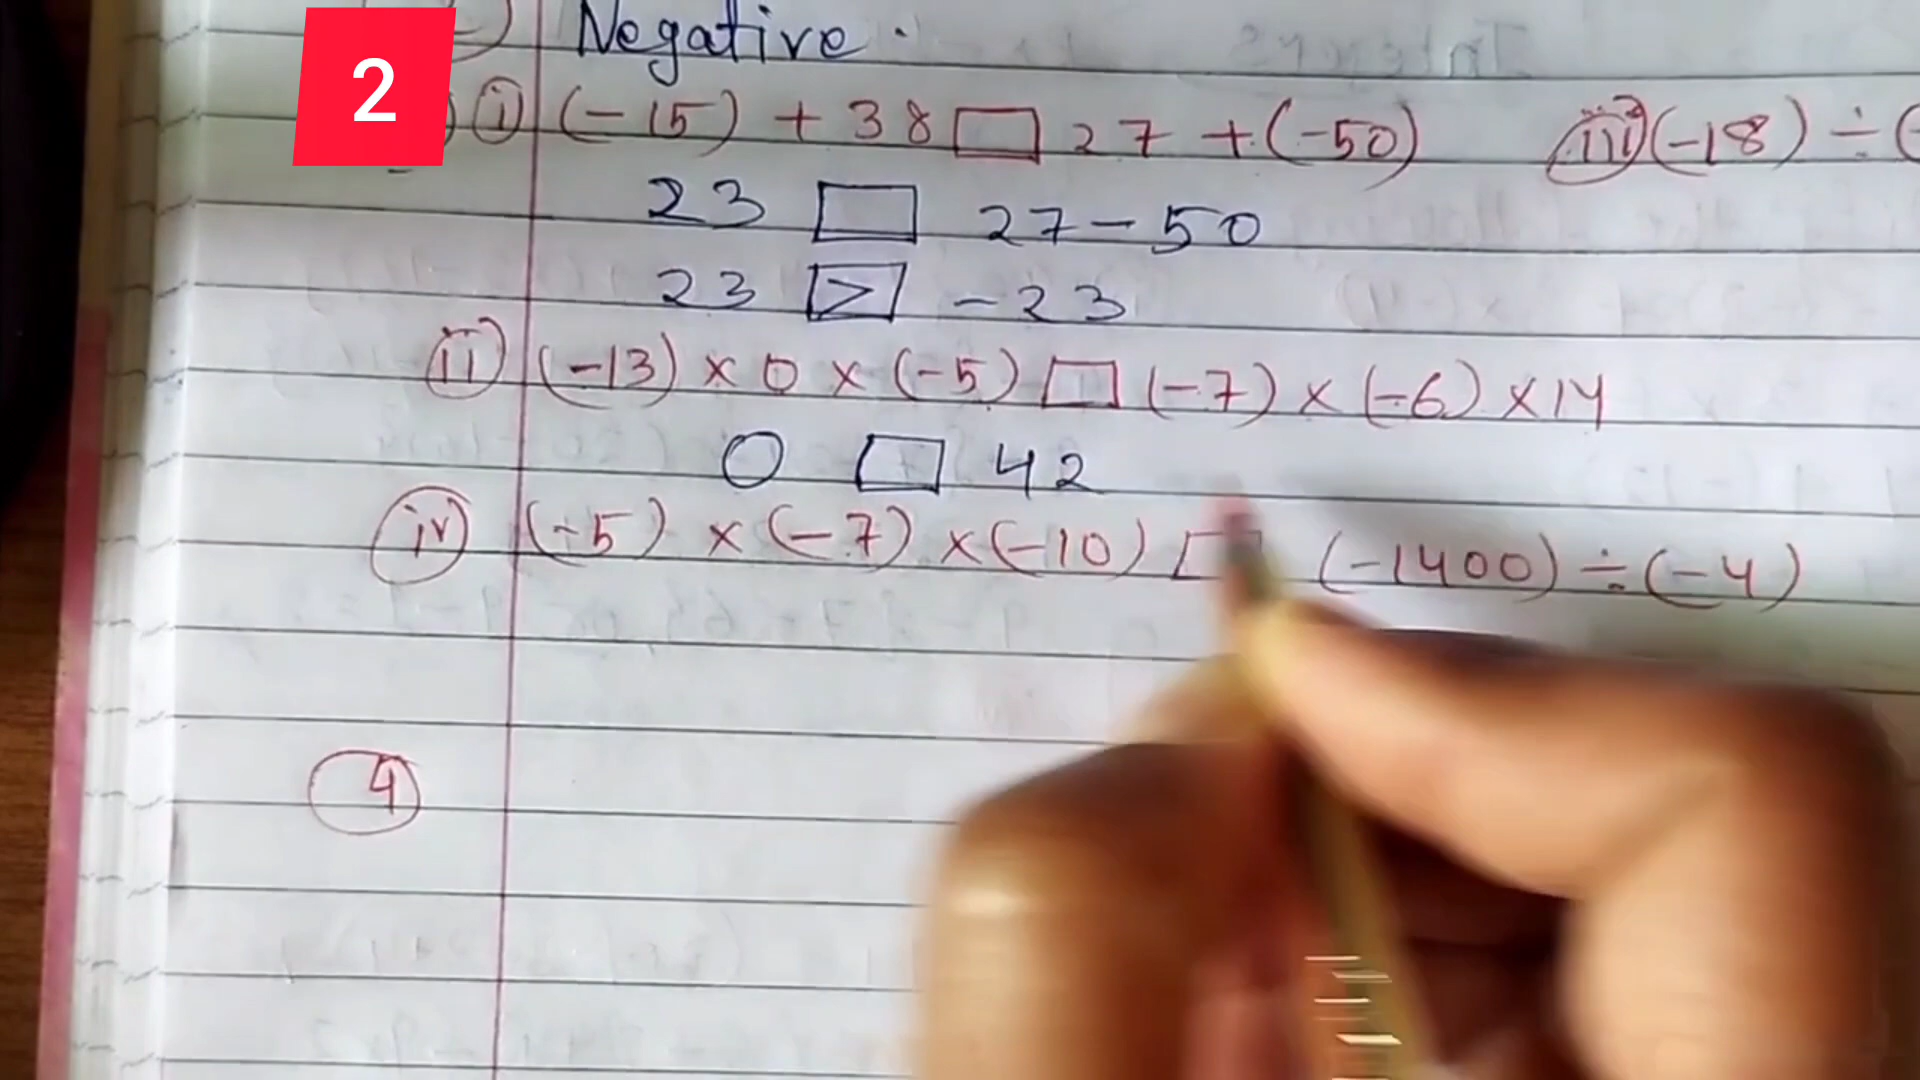 2
Negative.
i (-15) + 38 □ 27 + (-50) iii (-18) ÷ (-
23 □ 27 - 50
23 > -23
ii (-13) × 0 × (-5) □ (-7) × (-6) × 14
0 □ 42
iv (-5) × (-7) × (-10) □ (-1400) ÷ (-4)
4